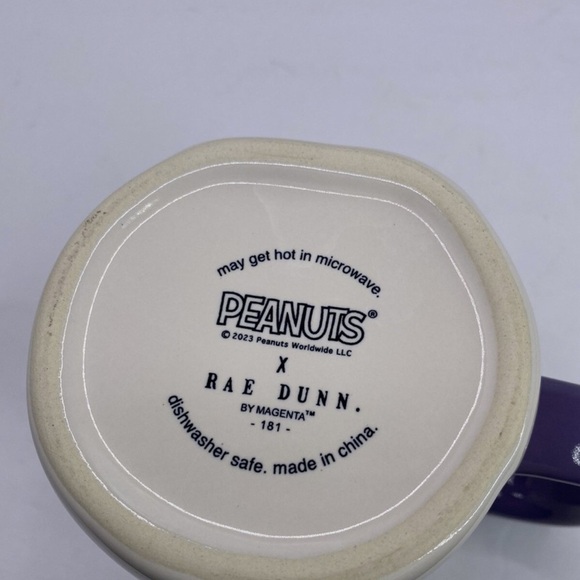 may get hot in microwave.
PEANUTS®
© 2023 Peanuts Worldwide LLC
X
RAE DUNN.
BY MAGENTA™
- 181 -
dishwasher safe. made in china.